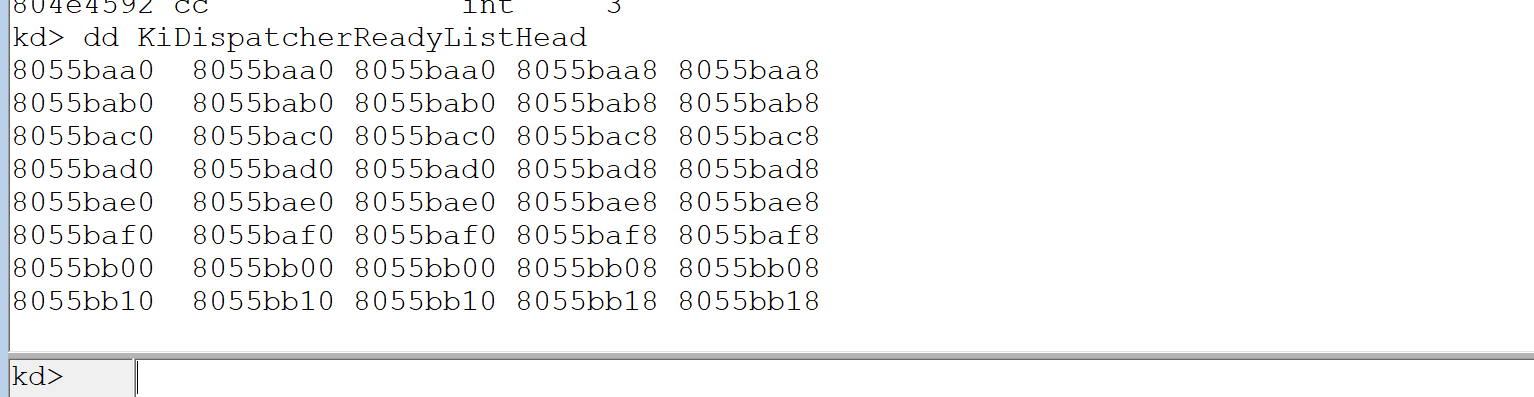 804e4592 cc int 3
kd> dd KiDispatcherReadyListHead
8055baa0 8055baa0 8055baa0 8055baa8 8055baa8
8055bab0 8055bab0 8055bab0 8055bab8 8055bab8
8055bac0 8055bac0 8055bac0 8055bac8 8055bac8
8055bad0 8055bad0 8055bad0 8055bad8 8055bad8
8055bae0 8055bae0 8055bae0 8055bae8 8055bae8
8055baf0 8055baf0 8055baf0 8055baf8 8055baf8
8055bb00 8055bb00 8055bb00 8055bb08 8055bb08
8055bb10 8055bb10 8055bb10 8055bb18 8055bb18
kd>